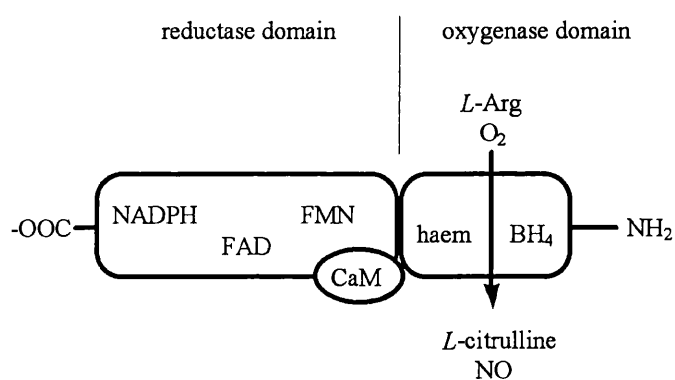 reductase domain
oxygenase domain
L-Arg
O2
-OOC
NADPH
FAD
FMN
CaM
haem
BH4
NH2
L-citrulline
NO